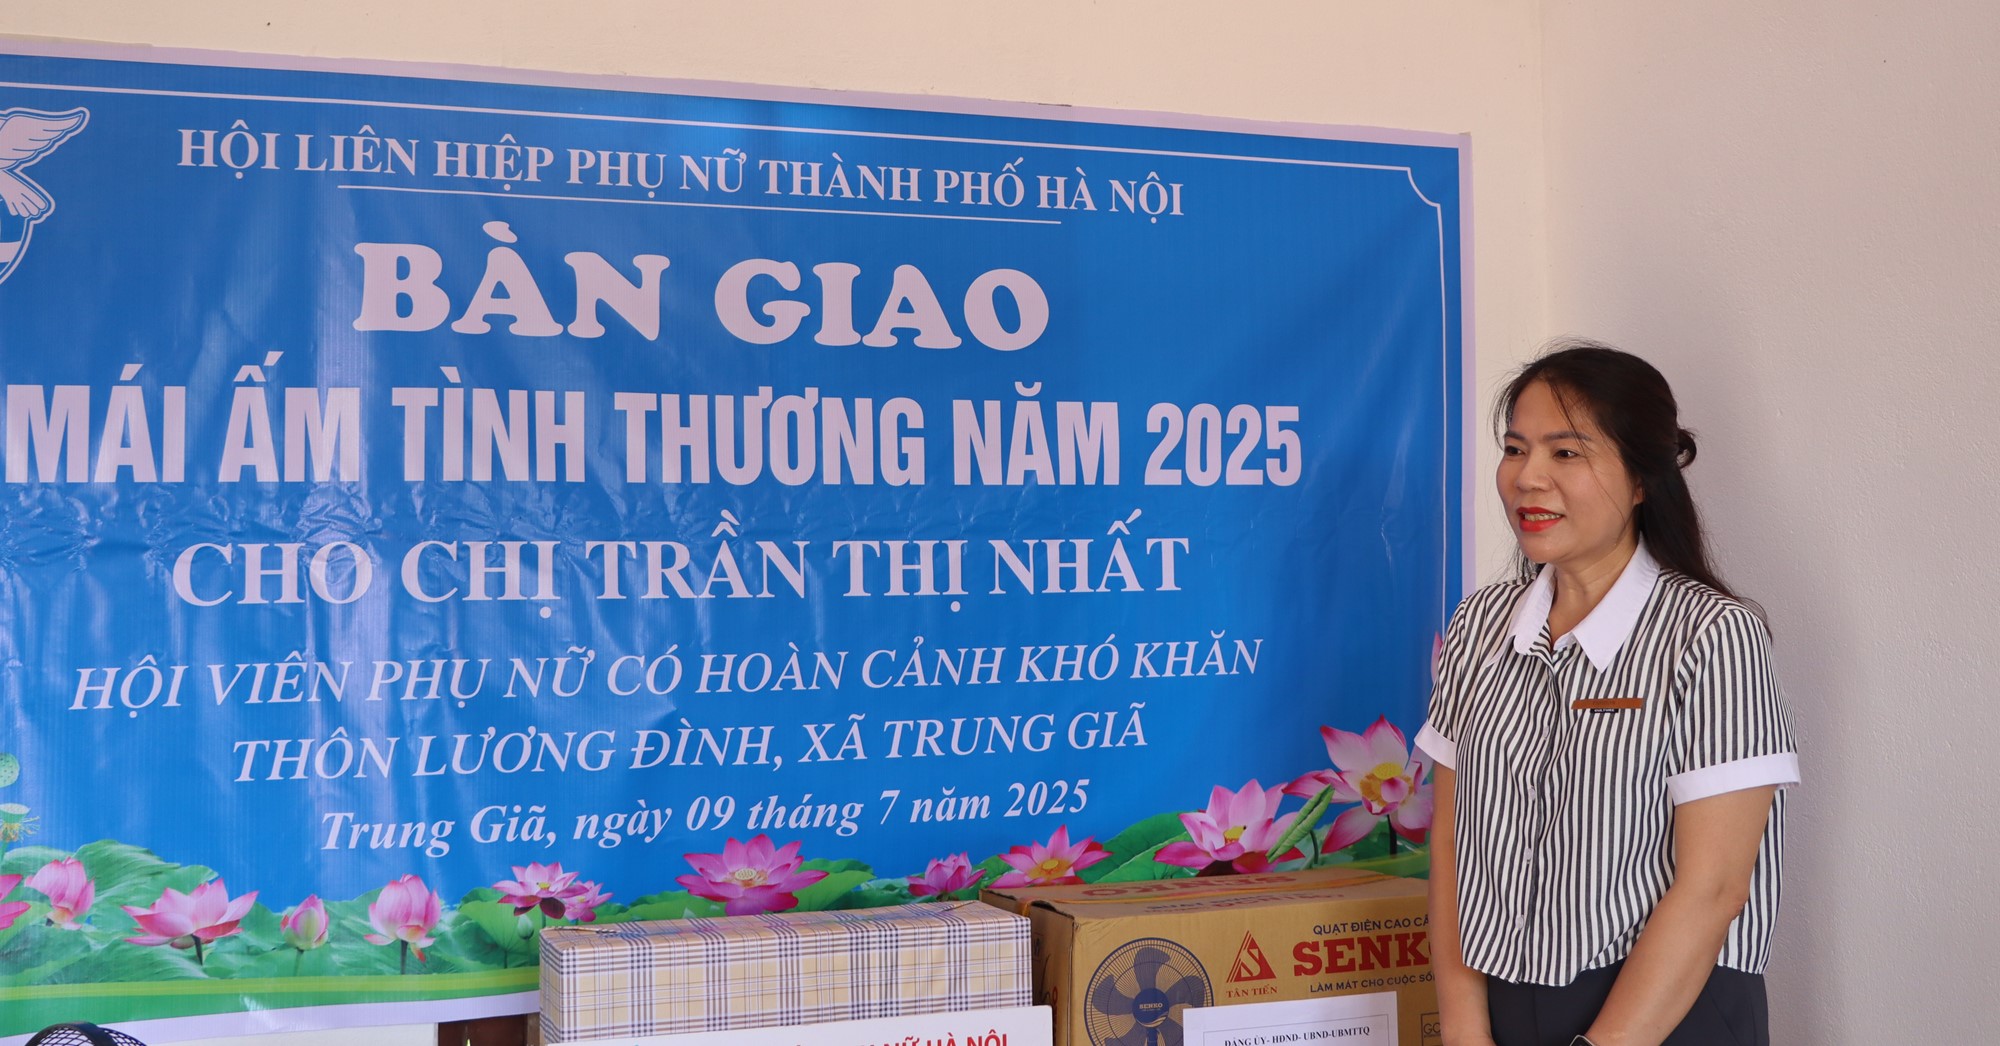 HỘI LIÊN HIỆP PHỤ NỮ THÀNH PHỐ HÀ NỘI
BÀN GIAO
MÁI ẤM TÌNH THƯƠNG NĂM 2025
CHO CHỊ TRẦN THỊ NHẤT
HỘI VIÊN PHỤ NỮ CÓ HOÀN CẢNH KHÓ KHĂN
THÔN LƯƠNG ĐÌNH, XÃ TRUNG GIÃ
Trung Giã, ngày 09 tháng 7 năm 2025
QUẠT ĐIỆN CAO CẤ
SENKO
LÀM MÁT CHO CUỘC SỐ
TÂN TIẾN
SENKO
ĐẢNG ỦY- HĐND- UBND-UBMTTQ
NỮ HÀ NỘI